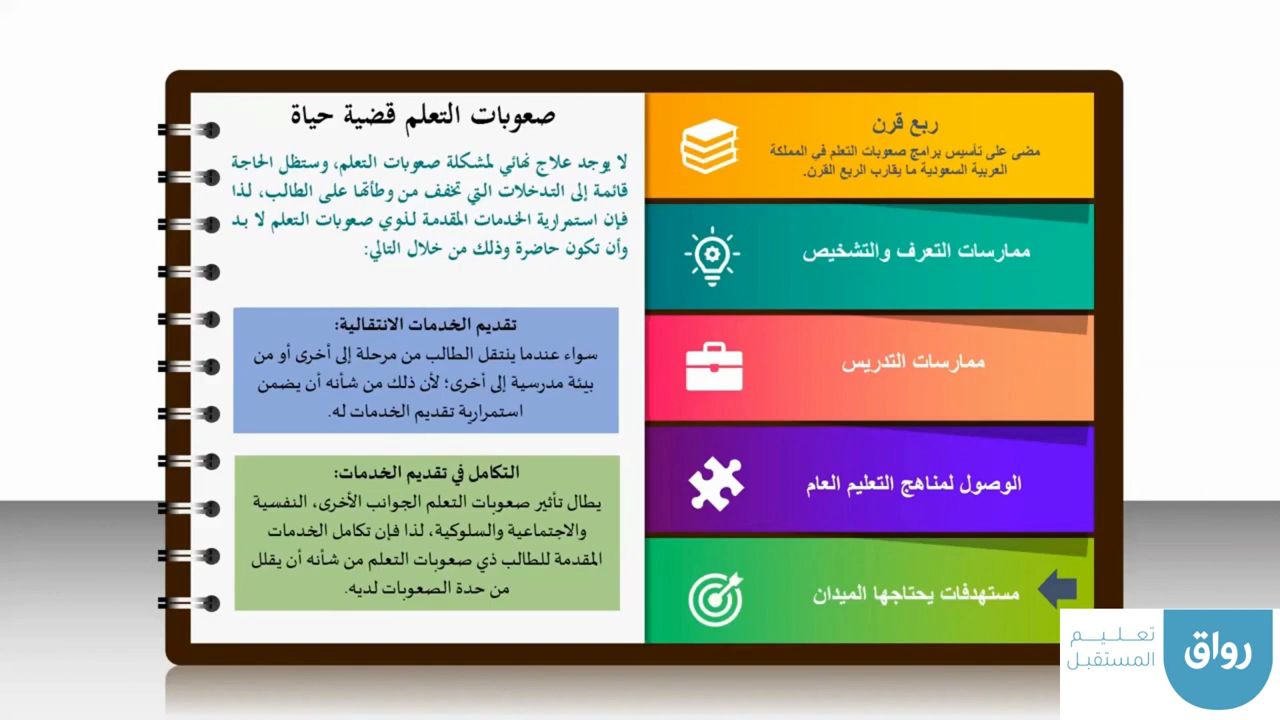 صعوبات التعلم قضية حياة
لا يوجد علاج نهائي لمشكلة صعوبات التعلم، وستظل الحاجة
قائمة إلى التدخلات التي تخفف من وطأتها على الطالب، لذا
فإن استمرارية الخدمات المقدمة لذوي صعوبات التعلم لا بد
وأن تكون حاضرة وذلك من خلال التالي:
تقديم الخدمات الانتقالية:
سواء عندما ينتقل الطالب من مرحلة إلى أخرى أو من
بيئة مدرسية إلى أخرى؛ لأن ذلك من شأنه أن يضمن
استمرارية تقديم الخدمات له.
التكامل في تقديم الخدمات:
يطال تأثير صعوبات التعلم الجوانب الأخرى، النفسية
والاجتماعية والسلوكية، لذا فإن تكامل الخدمات
المقدمة للطالب ذي صعوبات التعلم من شأنه أن يقلل
من حدة الصعوبات لديه.
ربع قرن
مضى على تأسيس برامج صعوبات التعلم في المملكة
العربية السعودية ما يقارب الربع القرن.
ممارسات التعرف والتشخيص
ممارسات التدريس
الوصول لمناهج التعليم العام
مستهدفات يحتاجها الميدان
رواق
تعلـــيـــم
المستقبـل